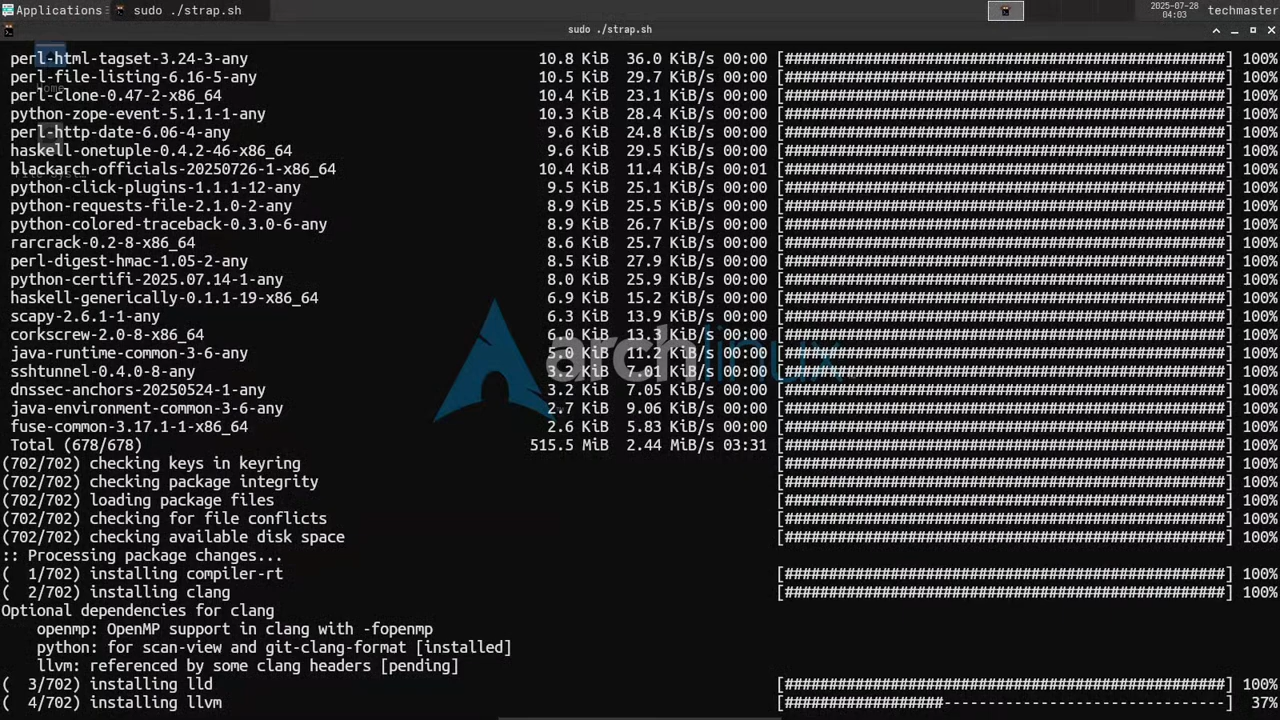 Applications
sudo ./strap.sh
2025-07-28
04:03
techmaster
sudo ./strap.sh
perl-html-tagset-3.24-3-any 10.8 KiB 36.0 KiB/s 00:00 [######################################################] 100%
perl-file-listing-6.16-5-any 10.5 KiB 29.7 KiB/s 00:00 [######################################################] 100%
Home
perl-clone-0.47-2-x86_64 10.4 KiB 23.1 KiB/s 00:00 [######################################################] 100%
python-zope-event-5.1.1-1-any 10.3 KiB 28.4 KiB/s 00:00 [######################################################] 100%
perl-http-date-6.06-4-any 9.6 KiB 24.8 KiB/s 00:00 [######################################################] 100%
haskell-onetuple-0.4.2-46-x86_64 9.6 KiB 29.5 KiB/s 00:00 [######################################################] 100%
blackarch-officials-20250726-1-x86_64 10.4 KiB 11.4 KiB/s 00:01 [######################################################] 100%
python-click-plugins-1.1.1-12-any 9.5 KiB 25.1 KiB/s 00:00 [######################################################] 100%
python-requests-file-2.1.0-2-any 8.9 KiB 25.5 KiB/s 00:00 [######################################################] 100%
python-colored-traceback-0.3.0-6-any 8.9 KiB 26.7 KiB/s 00:00 [######################################################] 100%
rarcrack-0.2-8-x86_64 8.6 KiB 25.7 KiB/s 00:00 [######################################################] 100%
perl-digest-hmac-1.05-2-any 8.5 KiB 27.9 KiB/s 00:00 [######################################################] 100%
python-certifi-2025.07.14-1-any 8.0 KiB 25.9 KiB/s 00:00 [######################################################] 100%
haskell-generically-0.1.1-19-x86_64 6.9 KiB 15.2 KiB/s 00:00 [######################################################] 100%
scapy-2.6.1-1-any 6.3 KiB 13.9 KiB/s 00:00 [######################################################] 100%
corkscrew-2.0-8-x86_64 6.0 KiB 13.3 KiB/s 00:00 [######################################################] 100%
java-runtime-common-3-6-any 5.0 KiB 11.2 KiB/s 00:00 [######################################################] 100%
archlinux
sshtunnel-0.4.0-8-any 3.2 KiB 7.01 KiB/s 00:00 [######################################################] 100%
dnssec-anchors-20250524-1-any 3.2 KiB 7.05 KiB/s 00:00 [######################################################] 100%
java-environment-common-3-6-any 2.7 KiB 9.06 KiB/s 00:00 [######################################################] 100%
fuse-common-3.17.1-1-x86_64 2.6 KiB 5.83 KiB/s 00:00 [######################################################] 100%
Total (678/678) 515.5 MiB 2.44 MiB/s 03:31 [######################################################] 100%
(702/702) checking keys in keyring [######################################################] 100%
(702/702) checking package integrity [######################################################] 100%
(702/702) loading package files [######################################################] 100%
(702/702) checking for file conflicts [######################################################] 100%
(702/702) checking available disk space [######################################################] 100%
:: Processing package changes...
( 1/702) installing compiler-rt [######################################################] 100%
( 2/702) installing clang [######################################################] 100%
Optional dependencies for clang
openmp: OpenMP support in clang with -fopenmp
python: for scan-view and git-clang-format [installed]
llvm: referenced by some clang headers [pending]
( 3/702) installing lld [######################################################] 100%
( 4/702) installing llvm [####################----------------------------------] 37%